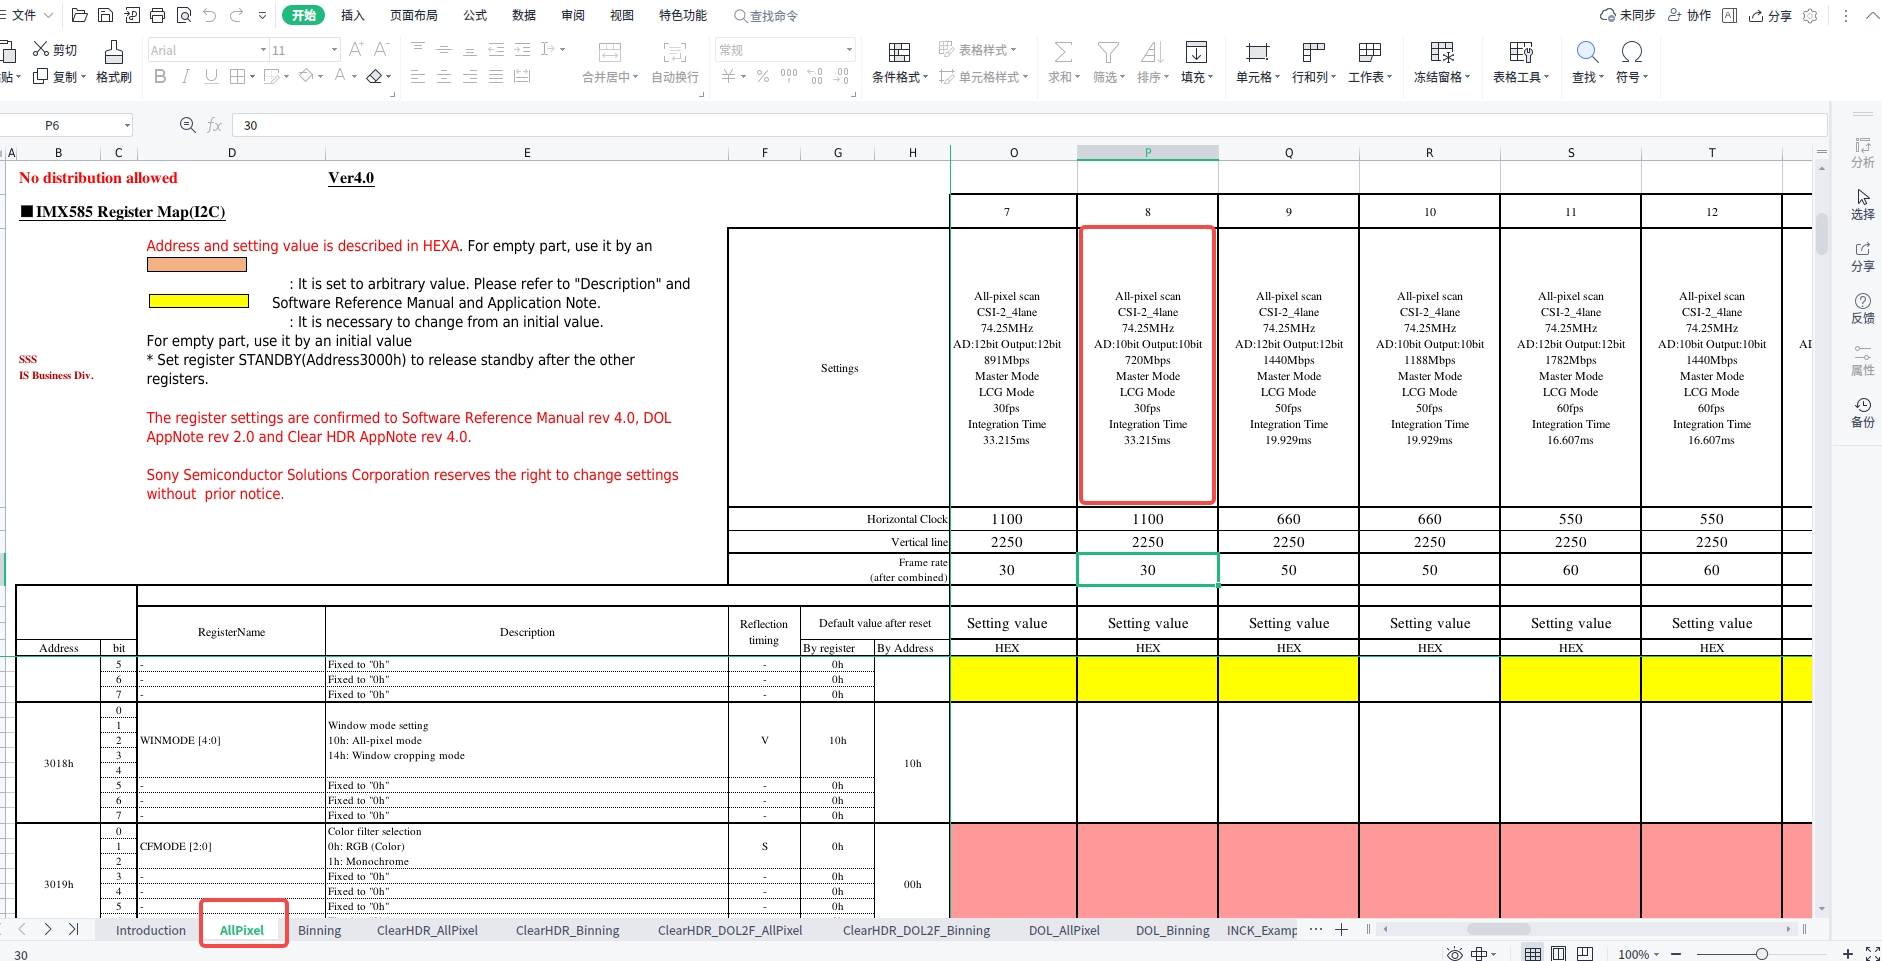 文件
开始
插入
页面布局
公式
数据
审阅
视图
特色功能
查找命令
未同步
协作
分享
剪切
复制
格式刷
Arial
11
合并居中
自动换行
常规
条件格式
表格样式
单元格样式
求和
筛选
排序
填充
单元格
行和列
工作表
冻结窗格
表格工具
查找
符号
P6
fx
30
A B C D E F G H O P Q R S T
No distribution allowed
Ver4.0
■IMX585 Register Map(I2C)
7 8 9 10 11 12
Address and setting value is described in HEXA. For empty part, use it by an
: It is set to arbitrary value. Please refer to "Description" and
Software Reference Manual and Application Note.
: It is necessary to change from an initial value.
For empty part, use it by an initial value
* Set register STANDBY(Address3000h) to release standby after the other
registers.
SSS
IS Business Div.
The register settings are confirmed to Software Reference Manual rev 4.0, DOL
AppNote rev 2.0 and Clear HDR AppNote rev 4.0.
Sony Semiconductor Solutions Corporation reserves the right to change settings
without prior notice.
Settings
All-pixel scan
CSI-2_4lane
74.25MHz
AD:12bit Output:12bit
891Mbps
Master Mode
LCG Mode
30fps
Integration Time
33.215ms
All-pixel scan
CSI-2_4lane
74.25MHz
AD:10bit Output:10bit
720Mbps
Master Mode
LCG Mode
30fps
Integration Time
33.215ms
All-pixel scan
CSI-2_4lane
74.25MHz
AD:12bit Output:12bit
1440Mbps
Master Mode
LCG Mode
50fps
Integration Time
19.929ms
All-pixel scan
CSI-2_4lane
74.25MHz
AD:10bit Output:10bit
1188Mbps
Master Mode
LCG Mode
50fps
Integration Time
19.929ms
All-pixel scan
CSI-2_4lane
74.25MHz
AD:12bit Output:12bit
1782Mbps
Master Mode
LCG Mode
60fps
Integration Time
16.607ms
All-pixel scan
CSI-2_4lane
74.25MHz
AD:10bit Output:10bit
1440Mbps
Master Mode
LCG Mode
60fps
Integration Time
16.607ms
Horizontal Clock 1100 1100 660 660 550 550
Vertical line 2250 2250 2250 2250 2250 2250
Frame rate
(after combined) 30 30 50 50 60 60
RegisterName
Description
Reflection
timing
Default value after reset
Setting value Setting value Setting value Setting value Setting value Setting value
Address bit By register By Address HEX HEX HEX HEX HEX HEX
5 - Fixed to "0h" - 0h
6 - Fixed to "0h" - 0h
7 - Fixed to "0h" - 0h
3018h
0
1 Window mode setting
2 WINMODE [4:0] 10h: All-pixel mode V 10h
3 14h: Window cropping mode
4
10h
5 - Fixed to "0h" - 0h
6 - Fixed to "0h" - 0h
7 - Fixed to "0h" - 0h
3019h
0 Color filter selection
1 CFMODE [2:0] 0h: RGB (Color) S 0h
2 1h: Monochrome
3 - Fixed to "0h" - 0h
00h
4 - Fixed to "0h" - 0h
5 - Fixed to "0h" - 0h
分析
选择
分享
反馈
属性
备份
Introduction AllPixel Binning ClearHDR_AllPixel ClearHDR_Binning ClearHDR_DOL2F_AllPixel ClearHDR_DOL2F_Binning DOL_AllPixel DOL_Binning INCK_Examp ···
30
100%